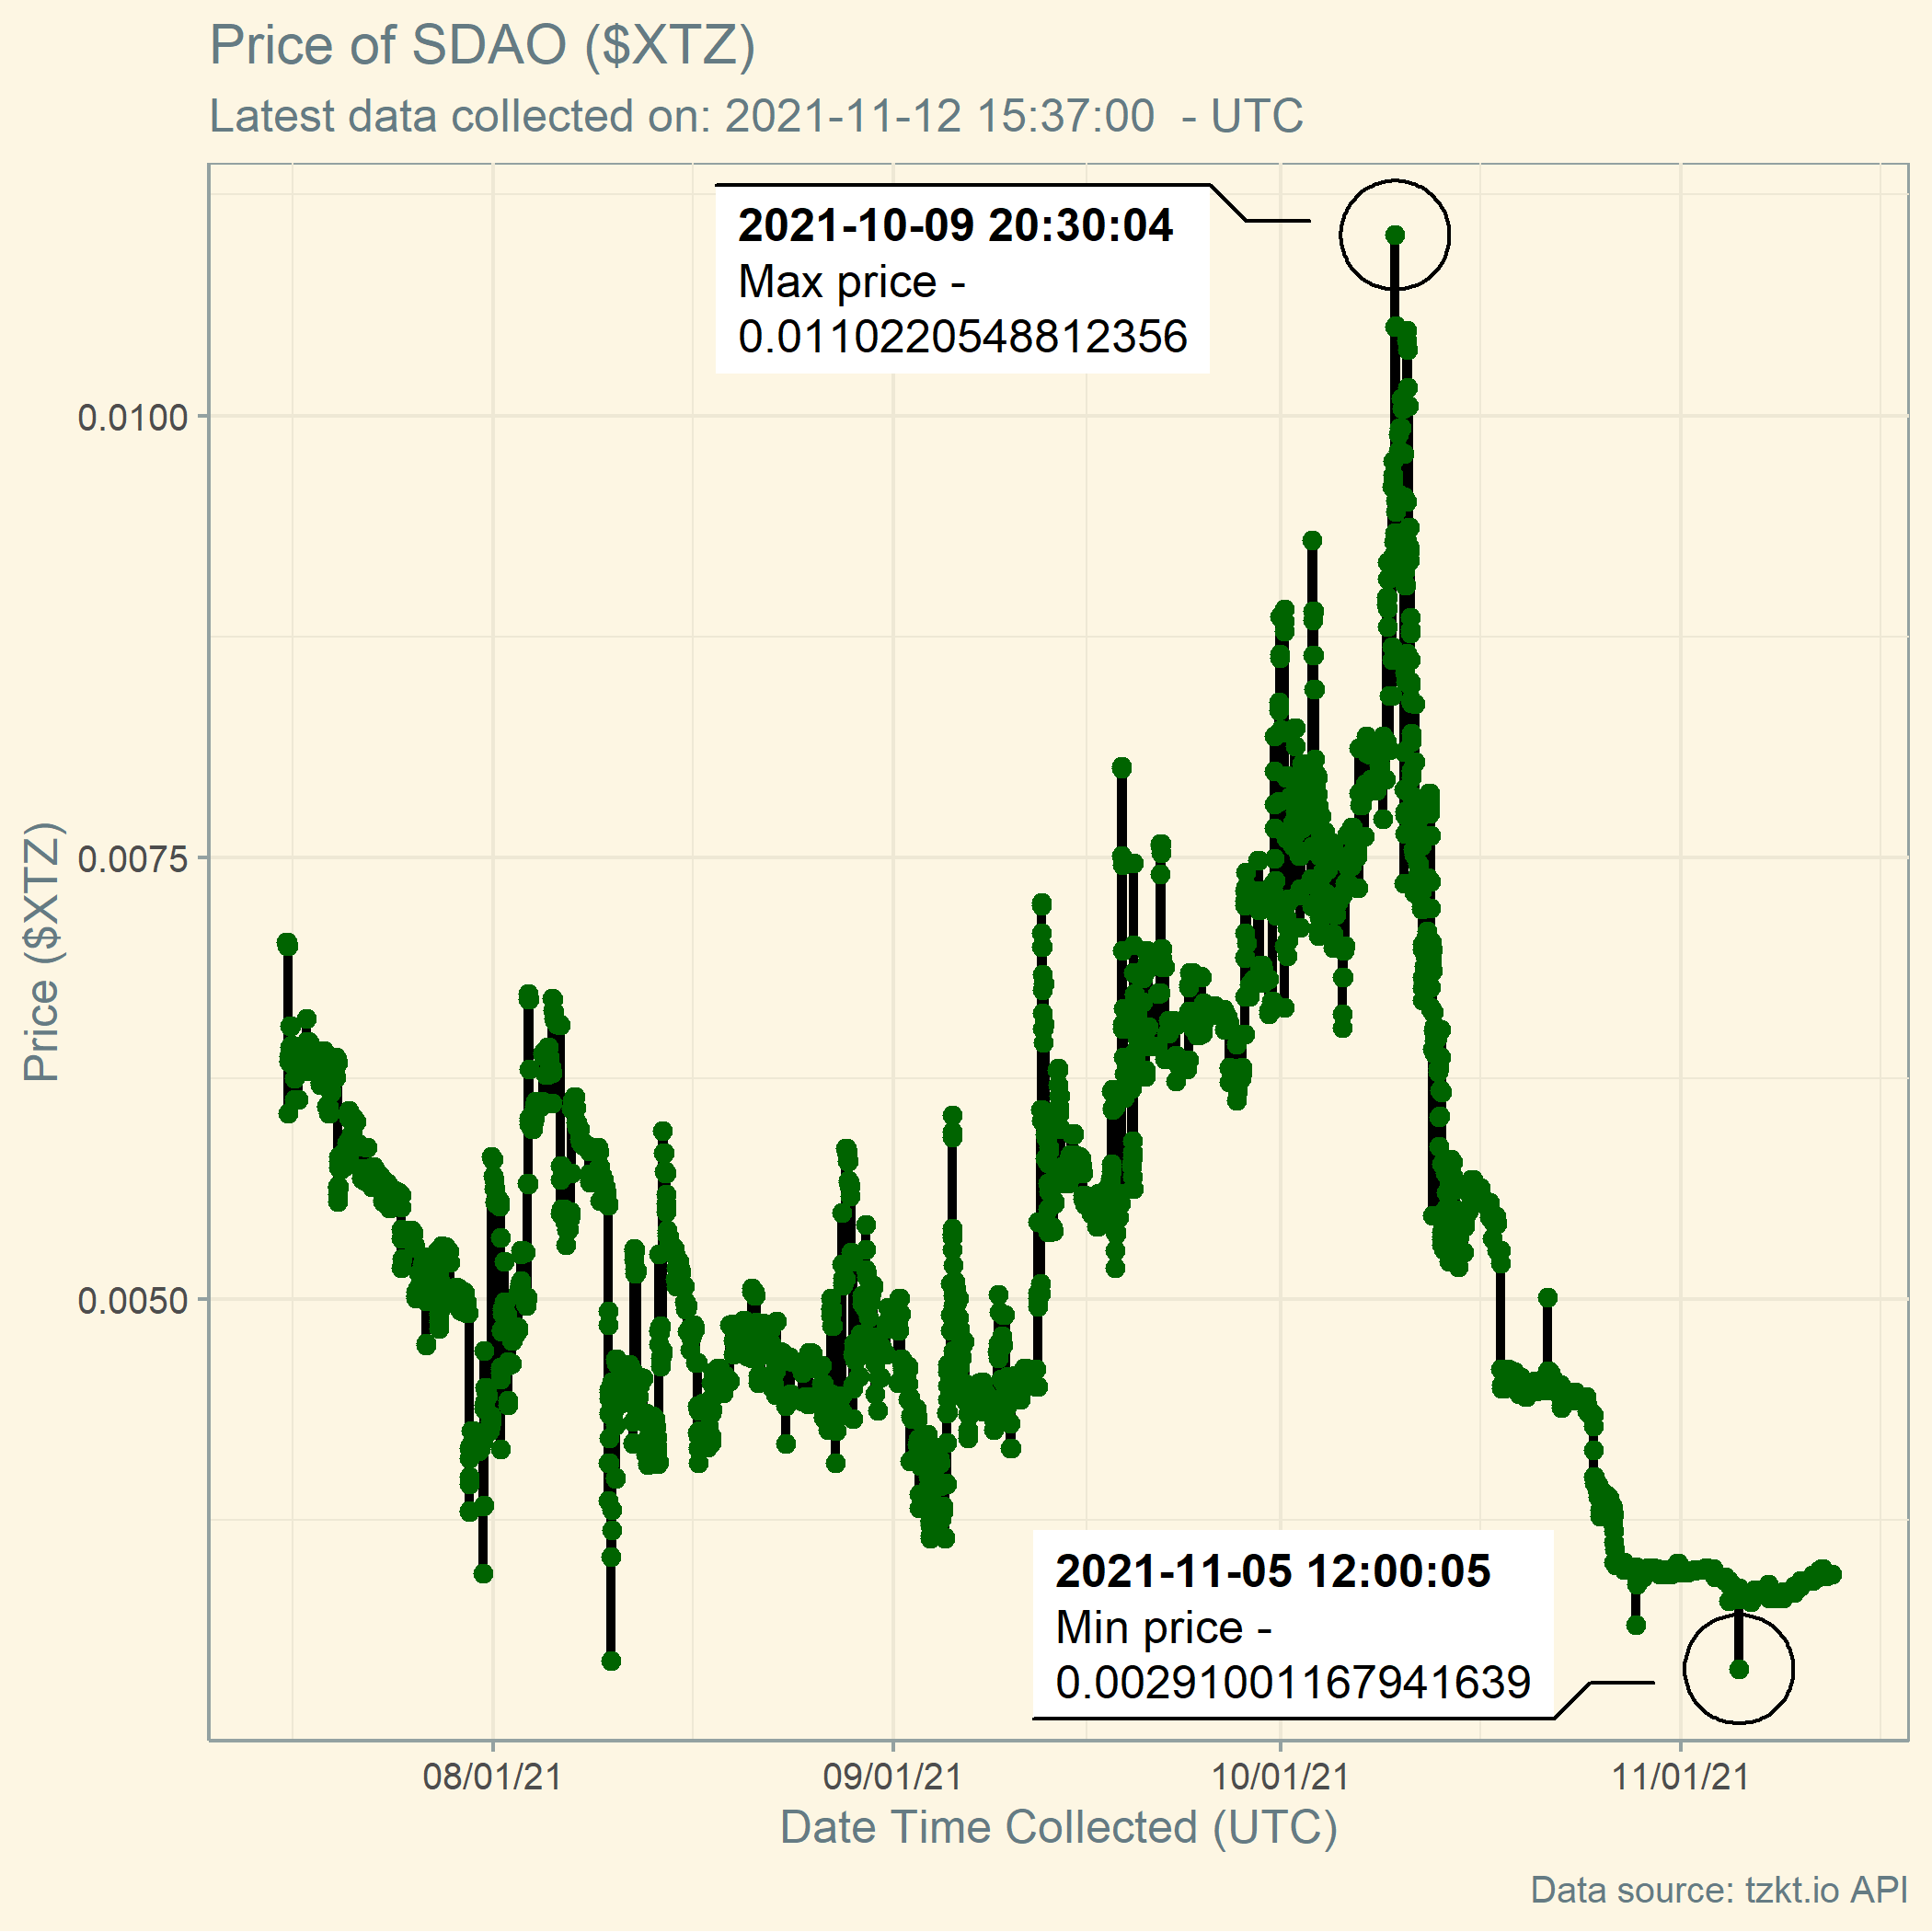 Price of SDAO ($XTZ)
Latest data collected on: 2021-11-12 15:37:00  - UTC
2021-10-09 20:30:04
Max price -
0.0110220548812356
0.0100
0.0075
0.0050
Price ($XTZ)
2021-11-05 12:00:05
Min price -
0.00291001167941639
08/01/21
09/01/21
10/01/21
11/01/21
Date Time Collected (UTC)
Data source: tzkt.io API